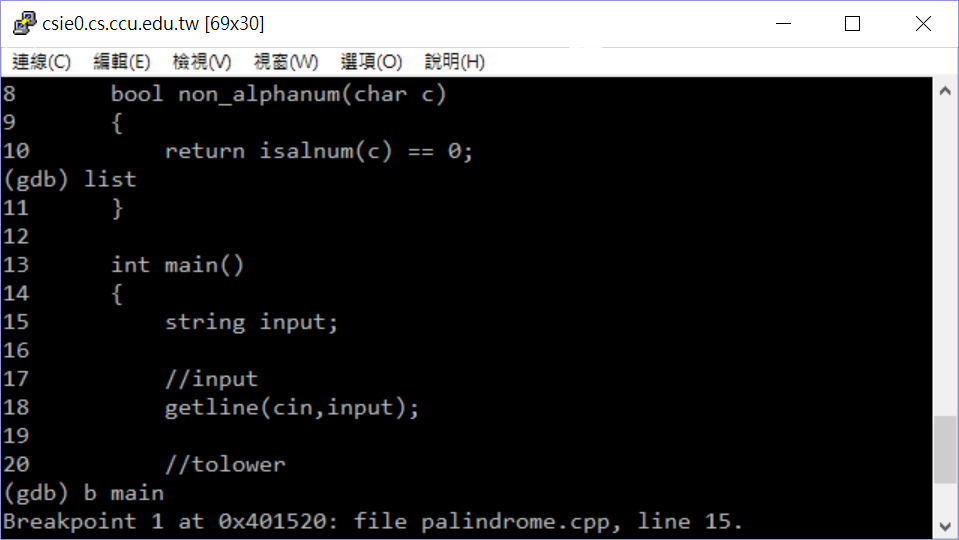 csie0.cs.ccu.edu.tw [69x30]
連線(C) 編輯(E) 檢視(V) 視窗(W) 選項(O) 說明(H)
8       bool non_alphanum(char c)
9       {
10          return isalnum(c) == 0;
(gdb) list
11      }
12
13      int main()
14      {
15          string input;
16
17          //input
18          getline(cin,input);
19
20          //tolower
(gdb) b main
Breakpoint 1 at 0x401520: file palindrome.cpp, line 15.